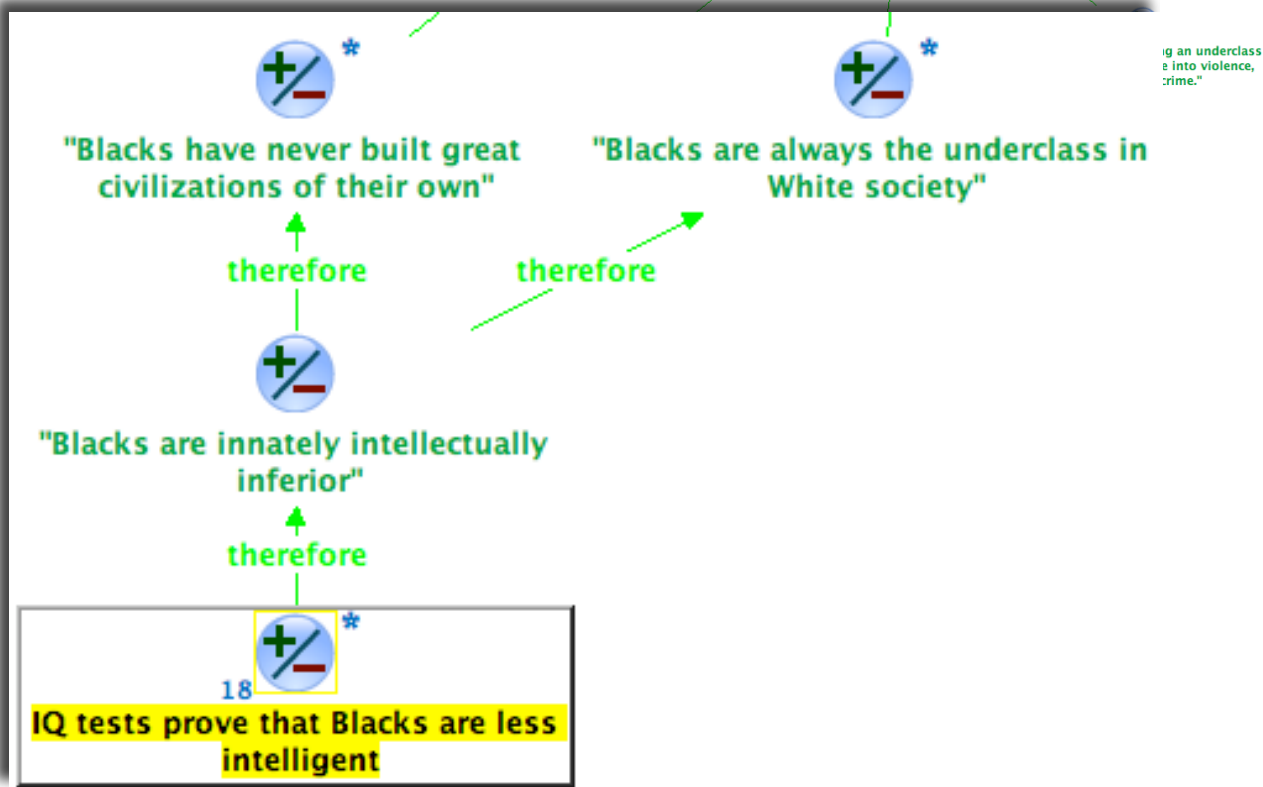 *
*
g an underclass
e into violence,
crime."
"Blacks have never built great
civilizations of their own"
"Blacks are always the underclass in
White society"
therefore
therefore
"Blacks are innately intellectually
inferior"
therefore
*
18
IQ tests prove that Blacks are less
intelligent